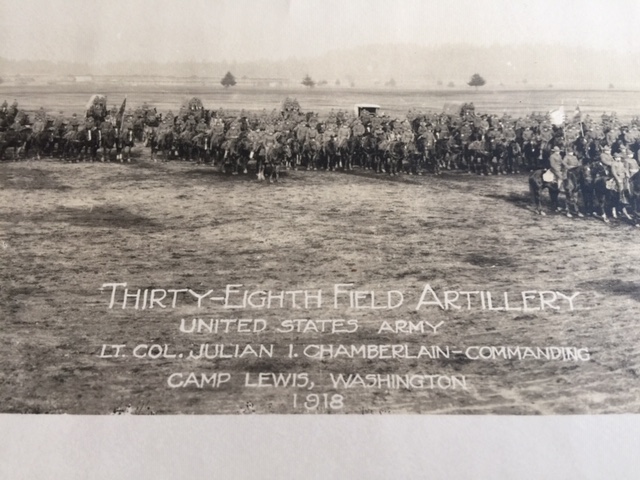 THIRTY-EIGHTH FIELD ARTILLERY
UNITED STATES ARMY
LT. COL. JULIAN I. CHAMBERLAIN-COMMANDING
CAMP LEWIS, WASHINGTON
1918